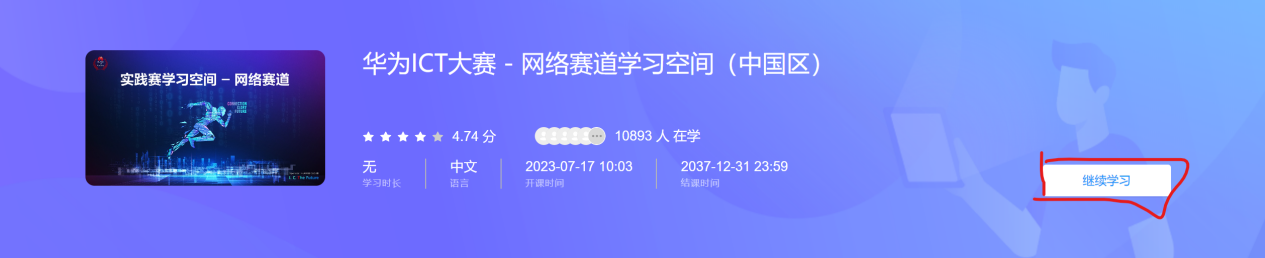 华为ICT大赛 - 网络赛道学习空间（中国区）
实践赛学习空间 – 网络赛道
CONNECTION
GLORY
FUTURE
4.74 分
10893 人 在学
无
学习时长
中文
语言
2023-07-17 10:03
开课时间
2037-12-31 23:59
结课时间
继续学习